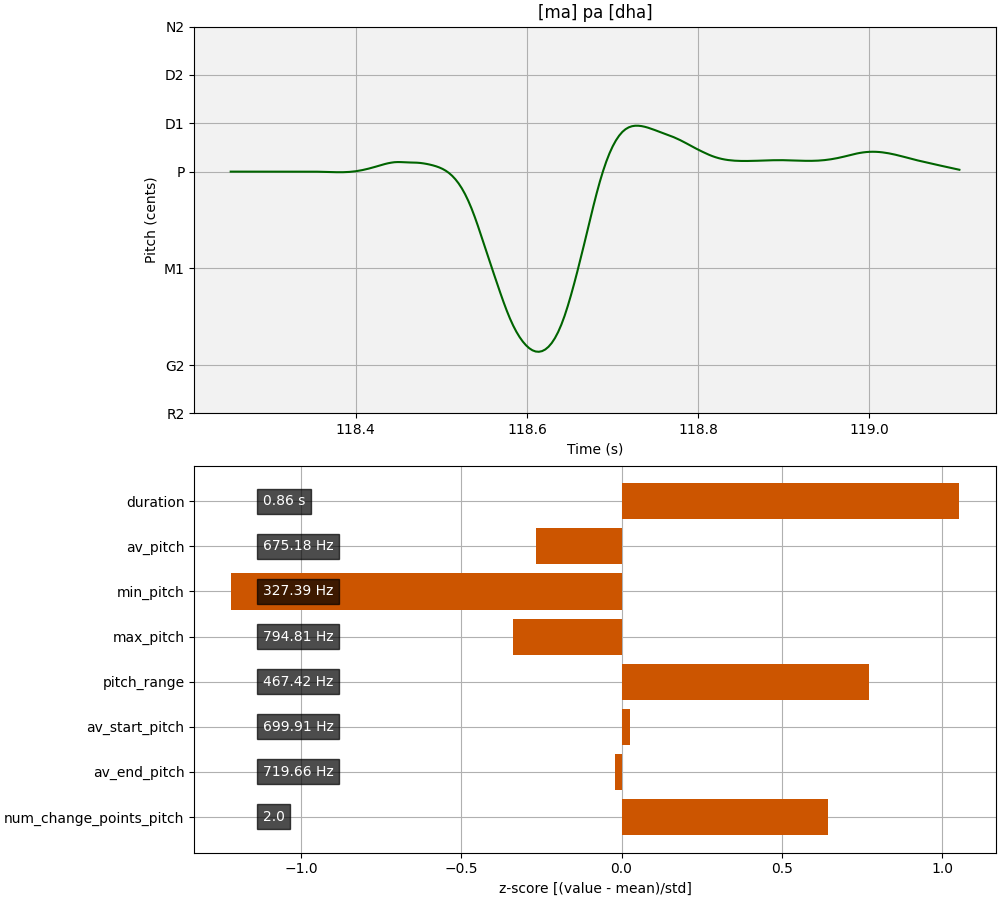 [ma] pa [dha]
N2
D2
D1
P
M1
G2
R2
Pitch (cents)
118.4 118.6 118.8 119.0
Time (s)
duration 0.86 s
av_pitch 675.18 Hz
min_pitch 327.39 Hz
max_pitch 794.81 Hz
pitch_range 467.42 Hz
av_start_pitch 699.91 Hz
av_end_pitch 719.66 Hz
num_change_points_pitch 2.0
−1.0 −0.5 0.0 0.5 1.0
z-score [(value - mean)/std]